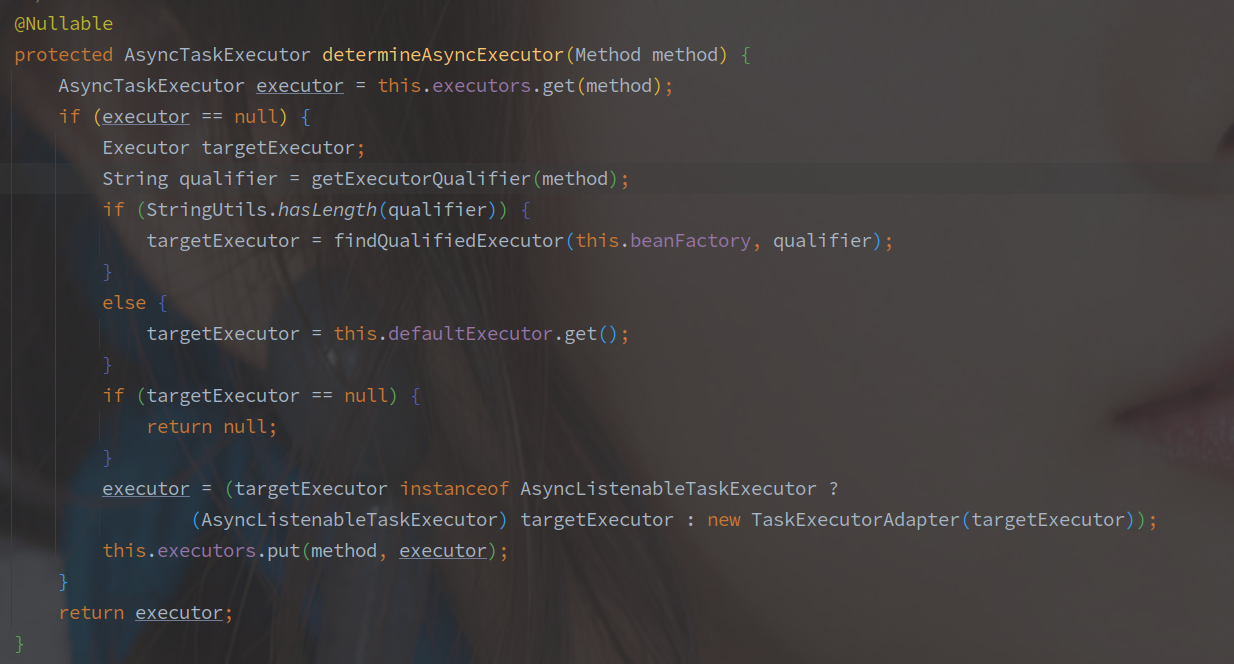 @Nullable
protected AsyncTaskExecutor determineAsyncExecutor(Method method) {
    AsyncTaskExecutor executor = this.executors.get(method);
    if (executor == null) {
        Executor targetExecutor;
        String qualifier = getExecutorQualifier(method);
        if (StringUtils.hasLength(qualifier)) {
            targetExecutor = findQualifiedExecutor(this.beanFactory, qualifier);
        }
        else {
            targetExecutor = this.defaultExecutor.get();
        }
        if (targetExecutor == null) {
            return null;
        }
        executor = (targetExecutor instanceof AsyncListenableTaskExecutor ?
                (AsyncListenableTaskExecutor) targetExecutor : new TaskExecutorAdapter(targetExecutor));
        this.executors.put(method, executor);
    }
    return executor;
}